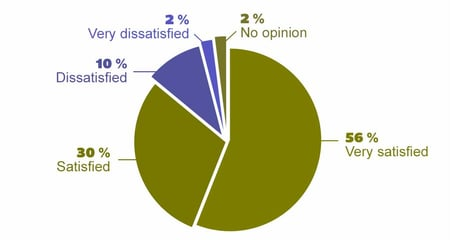 2 %
Very dissatisfied
2 %
No opinion
10 %
Dissatisfied
56 %
Very satisfied
30 %
Satisfied